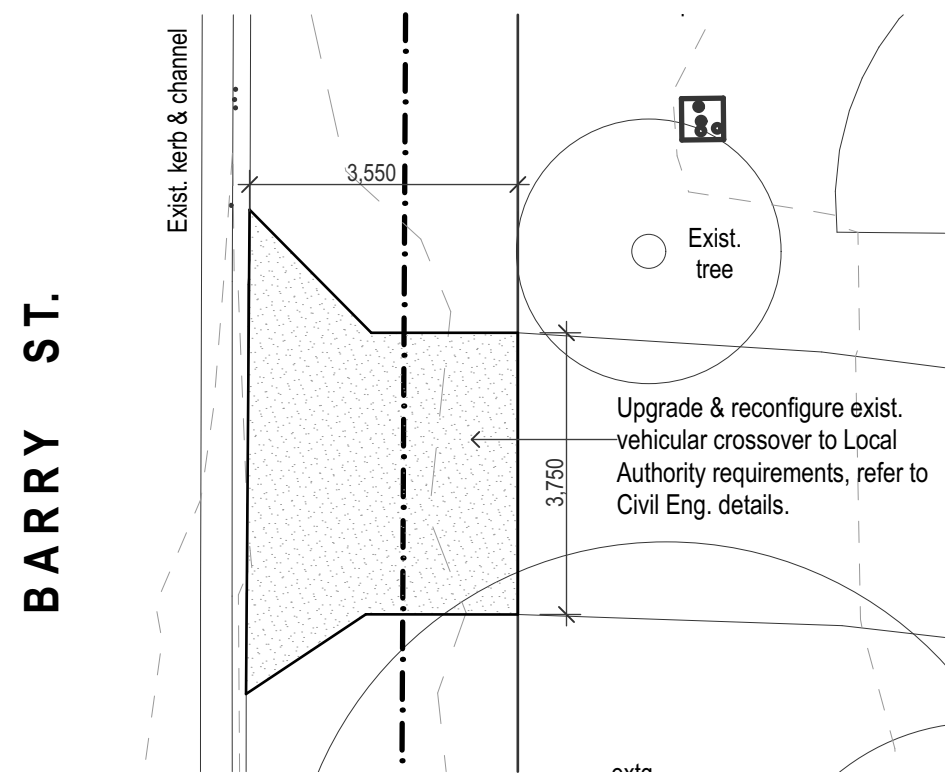 Exist. kerb & channel
3,550
Exist.
tree
BARRY ST.
Upgrade & reconfigure exist.
vehicular crossover to Local
Authority requirements, refer to
Civil Eng. details.
3,750